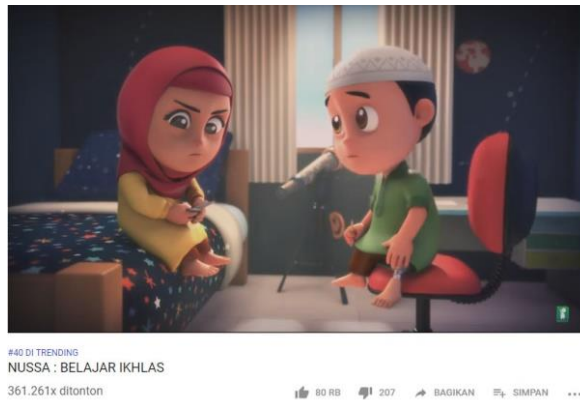 #40 DI TRENDING
NUSSA : BELAJAR IKHLAS
361.261x ditonton 80 RB 207 BAGIKAN SIMPAN